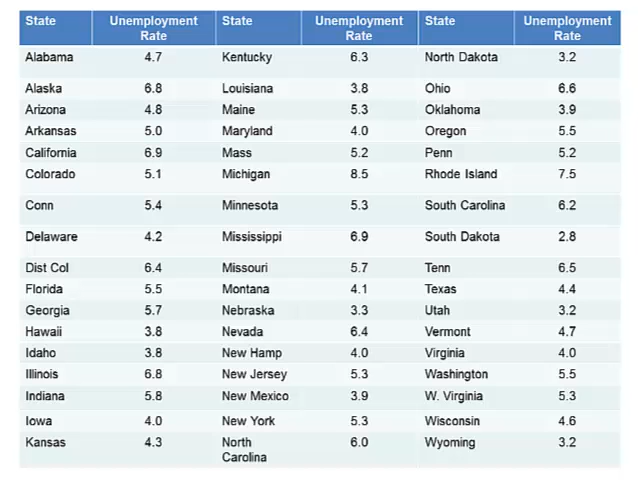 State Unemployment Rate State Unemployment Rate State Unemployment Rate
Alabama 4.7 Kentucky 6.3 North Dakota 3.2
Alaska 6.8 Louisiana 3.8 Ohio 6.6
Arizona 4.8 Maine 5.3 Oklahoma 3.9
Arkansas 5.0 Maryland 4.0 Oregon 5.5
California 6.9 Mass 5.2 Penn 5.2
Colorado 5.1 Michigan 8.5 Rhode Island 7.5
Conn 5.4 Minnesota 5.3 South Carolina 6.2
Delaware 4.2 Mississippi 6.9 South Dakota 2.8
Dist Col 6.4 Missouri 5.7 Tenn 6.5
Florida 5.5 Montana 4.1 Texas 4.4
Georgia 5.7 Nebraska 3.3 Utah 3.2
Hawaii 3.8 Nevada 6.4 Vermont 4.7
Idaho 3.8 New Hamp 4.0 Virginia 4.0
Illinois 6.8 New Jersey 5.3 Washington 5.5
Indiana 5.8 New Mexico 3.9 W. Virginia 5.3
Iowa 4.0 New York 5.3 Wisconsin 4.6
Kansas 4.3 North Carolina 6.0 Wyoming 3.2